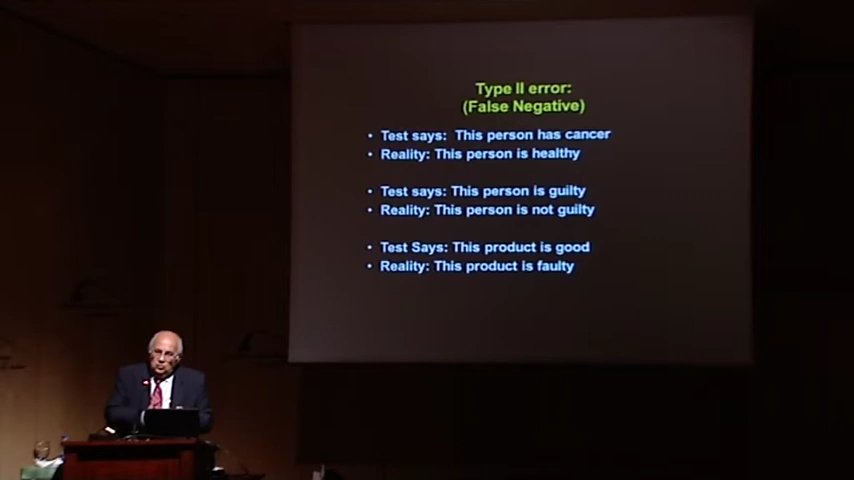 Type II error:
(False Negative)
• Test says: This person has cancer
• Reality: This person is healthy
• Test says: This person is guilty
• Reality: This person is not guilty
• Test Says: This product is good
• Reality: This product is faulty